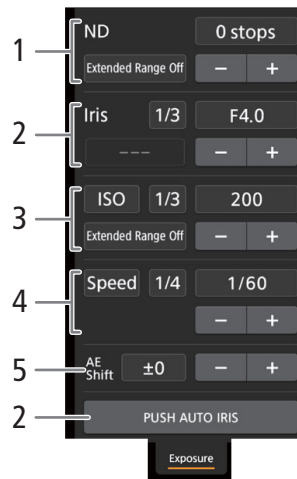 1 ND 0 stops
Extended Range Off − +
2 Iris 1/3 F4.0
--- − +
3 ISO 1/3 200
Extended Range Off − +
4 Speed 1/4 1/60
− +
5 AE Shift ±0 − +
2 PUSH AUTO IRIS
Exposure